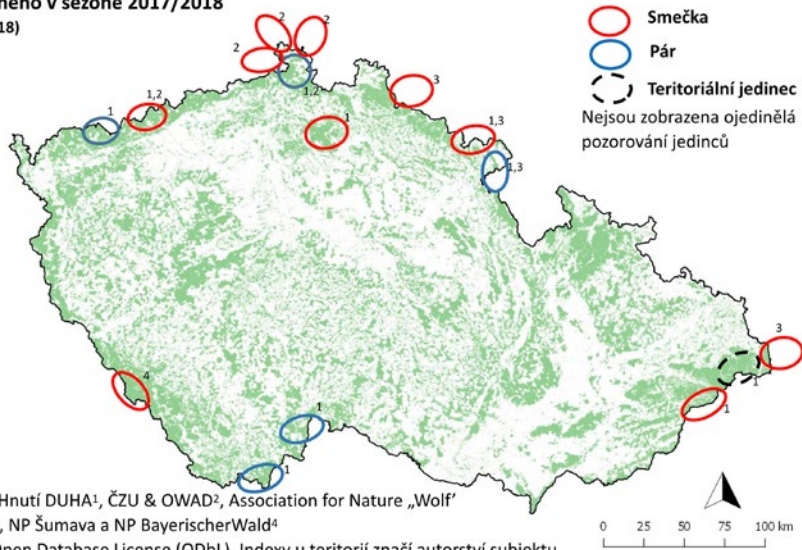 ného v sezóně 2017/2018
18)
Smečka
Pár
Teritoriální jedinec
Nejsou zobrazena ojedinělá
pozorování jedinců
2
2
2
1,2
3
1
1,2
1
1,3
1,3
3
1
4
1
1
1
Hnutí DUHA¹, ČZU & OWAD², Association for Nature „Wolf'
, NP Šumava a NP BayerischerWald⁴
Open Database License (ODbL). Indexy u teritorií značí autorství subjektu
0 25 50 75 100 km